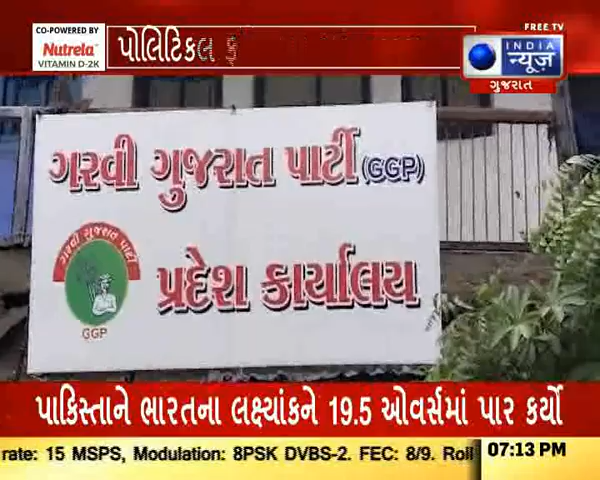 CO-POWERED BY
Nutrela
VITAMIN D-2K
પોલિટિકલ
FREE TV
INDIA
ન્યૂઝ
ગુજરાત
ગરવી ગુજરાત પાર્ટી (GGP)
ગરવી ગુજરાત પાર્ટી
GGP
પ્રદેશ કાર્યાલય
પાકિસ્તાને ભારતના લક્ષ્યાંકને 19.5 ઓવર્સમાં પાર કર્યો
rate: 15 MSPS, Modulation: 8PSK DVBS-2. FEC: 8/9. Roll
07:13 PM